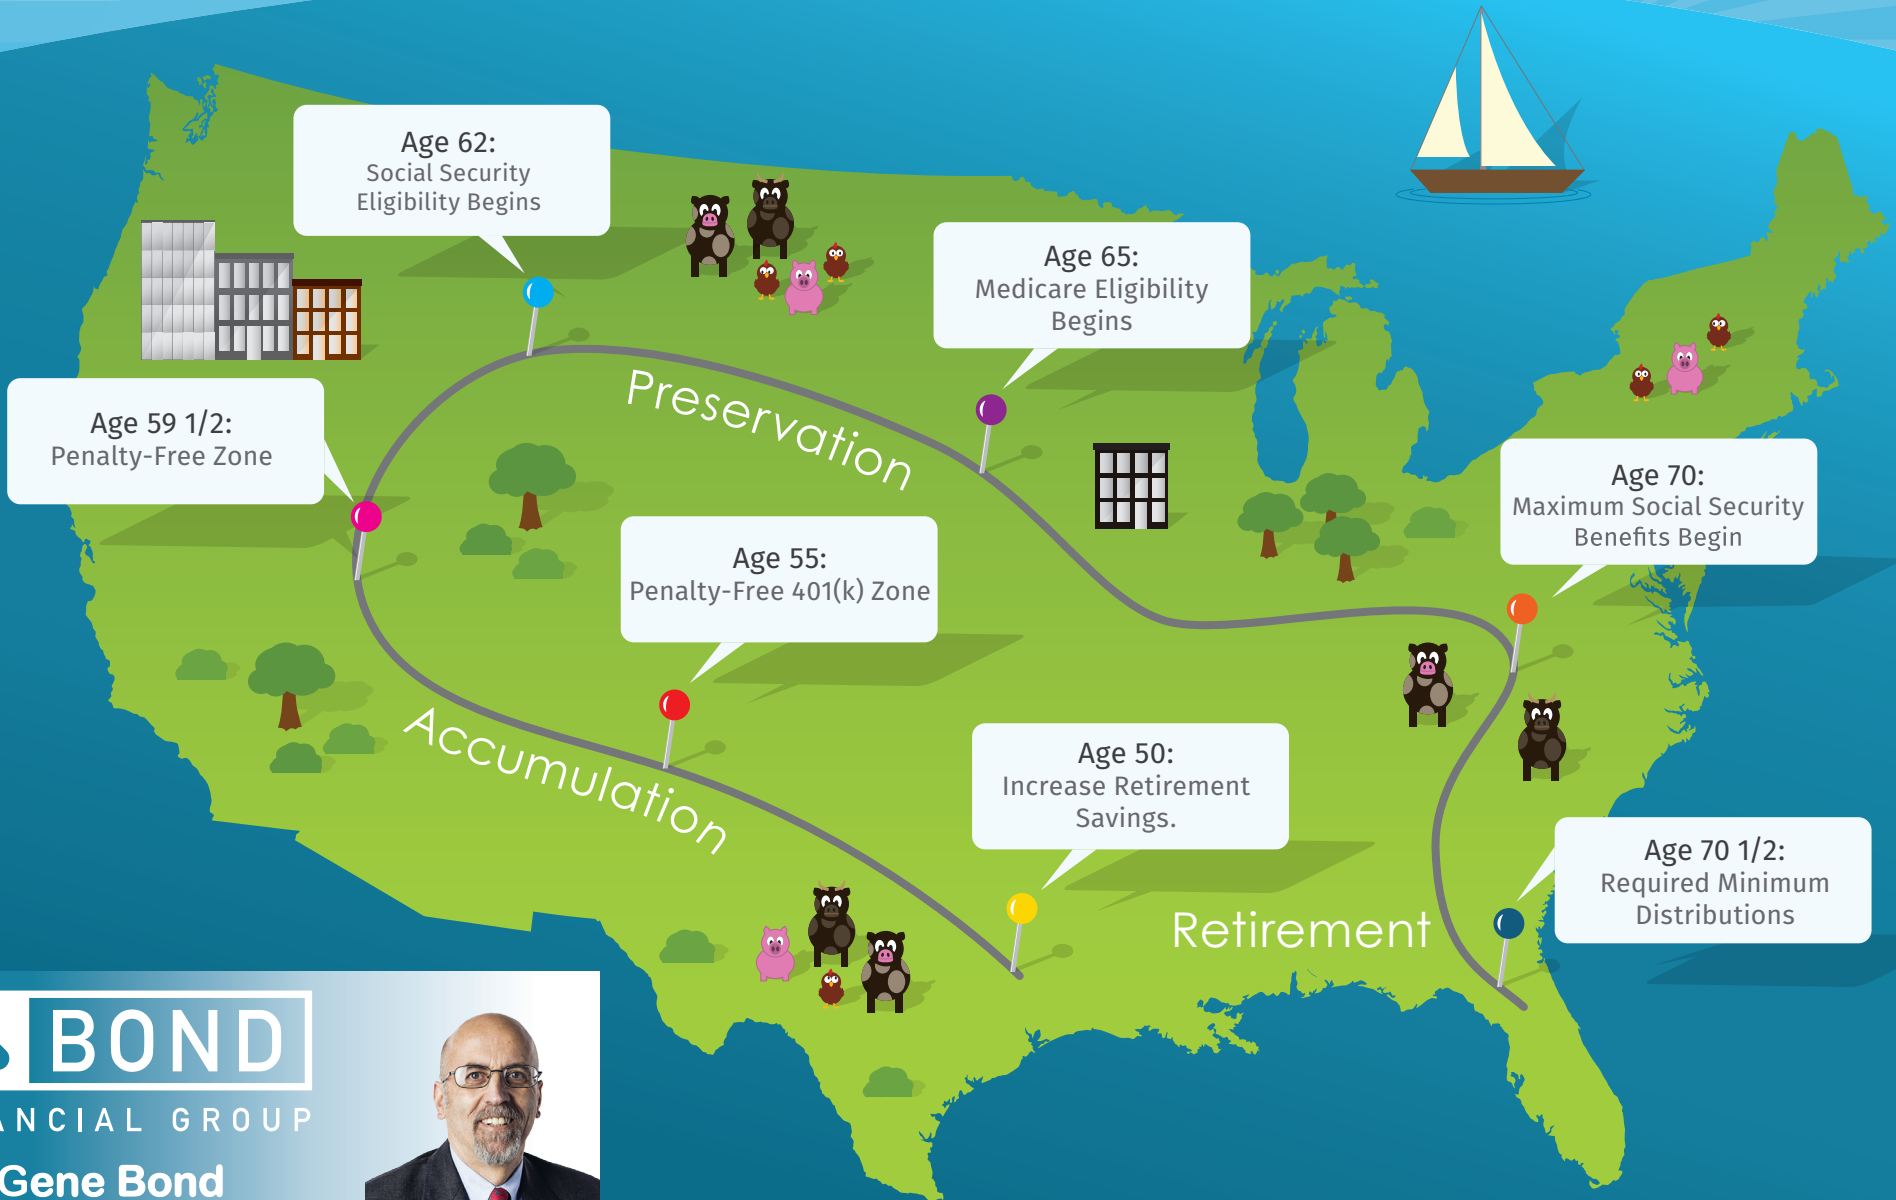 Age 62:
Social Security
Eligibility Begins
Age 65:
Medicare Eligibility
Begins
Preservation
Age 59 1/2:
Penalty-Free Zone
Age 70:
Maximum Social Security
Benefits Begin
Age 55:
Penalty-Free 401(k) Zone
Accumulation
Age 50:
Increase Retirement
Savings.
Age 70 1/2:
Required Minimum
Distributions
Retirement
BOND
GROUP
Gene Bond